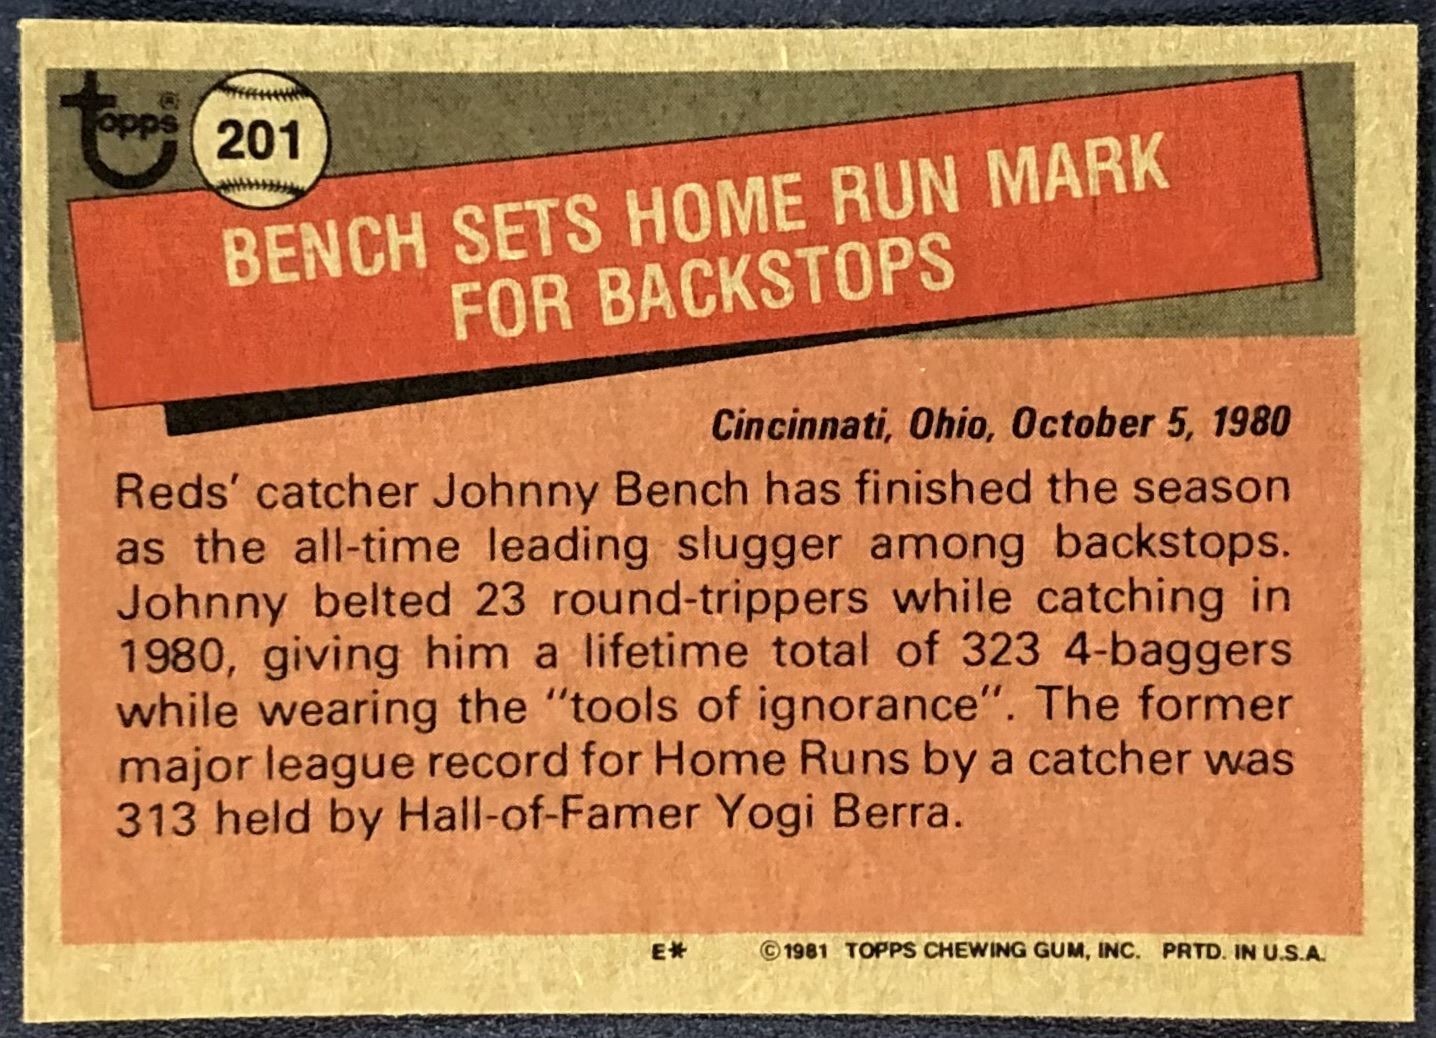 topps®
201
BENCH SETS HOME RUN MARK
FOR BACKSTOPS
Cincinnati, Ohio, October 5, 1980
Reds' catcher Johnny Bench has finished the season
as the all-time leading slugger among backstops.
Johnny belted 23 round-trippers while catching in
1980, giving him a lifetime total of 323 4-baggers
while wearing the "tools of ignorance". The former
major league record for Home Runs by a catcher was
313 held by Hall-of-Famer Yogi Berra.
E* ©1981 TOPPS CHEWING GUM, INC. PRTD. IN U.S.A.